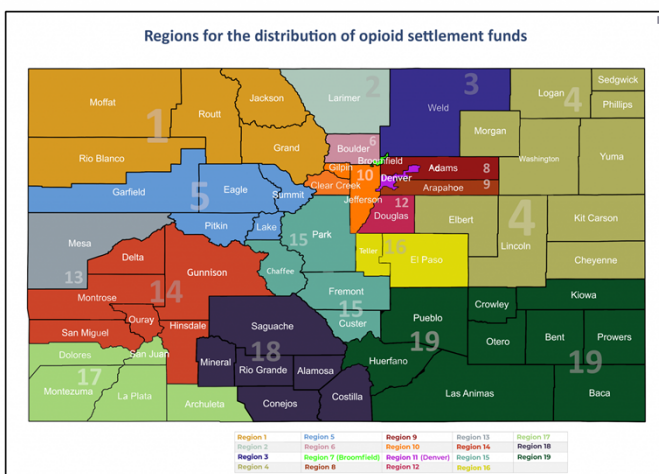 Regions for the distribution of opioid settlement funds
Moffat
Routt
Jackson
Larimer
2
Weld
3
Logan
4
Sedgwick
Phillips
1
Grand
Boulder
6
Morgan
Washington
Yuma
Rio Blanco
Broomfield
Gilpin
10
Adams
8
Denver
Clear Creek
Arapahoe
9
Garfield
5
Eagle
Summit
Jefferson
12
Douglas
Elbert
4
Lincoln
Kit Carson
Pitkin
Lake
15
Park
Mesa
13
Delta
Gunnison
Chaffee
Teller
16
El Paso
Cheyenne
Montrose
14
Fremont
15
Custer
Pueblo
19
Crowley
Kiowa
San Miguel
Ouray
Hinsdale
Saguache
18
Otero
Bent
Prowers
19
Dolores
San Juan
Mineral
Rio Grande
Alamosa
Huerfano
17
Montezuma
La Plata
Archuleta
Conejos
Costilla
Las Animas
Baca
Region 1 Region 5 Region 9 Region 13 Region 17
Region 2 Region 6 Region 10 Region 14 Region 18
Region 3 Region 7 (Broomfield) Region 11 (Denver) Region 15 Region 19
Region 4 Region 8 Region 12 Region 16